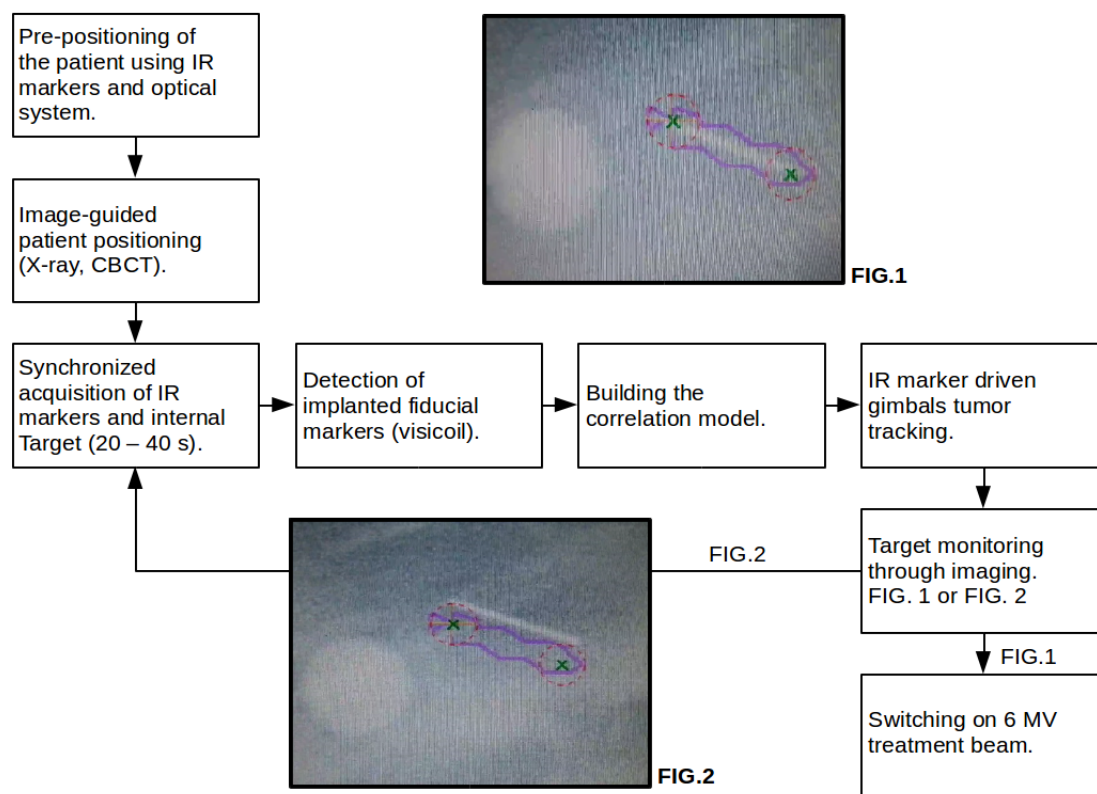 Pre-positioning of
the patient using IR
markers and optical
system.
FIG.1
Image-guided
patient positioning
(X-ray, CBCT).
Synchronized
acquisition of IR
markers and internal
Target (20 – 40 s).
Detection of
implanted fiducial
markers (visicoil).
Building the
correlation model.
IR marker driven
gimbals tumor
tracking.
FIG.2
Target monitoring
through imaging.
FIG. 1 or FIG. 2
FIG.1
Switching on 6 MV
treatment beam.
FIG.2